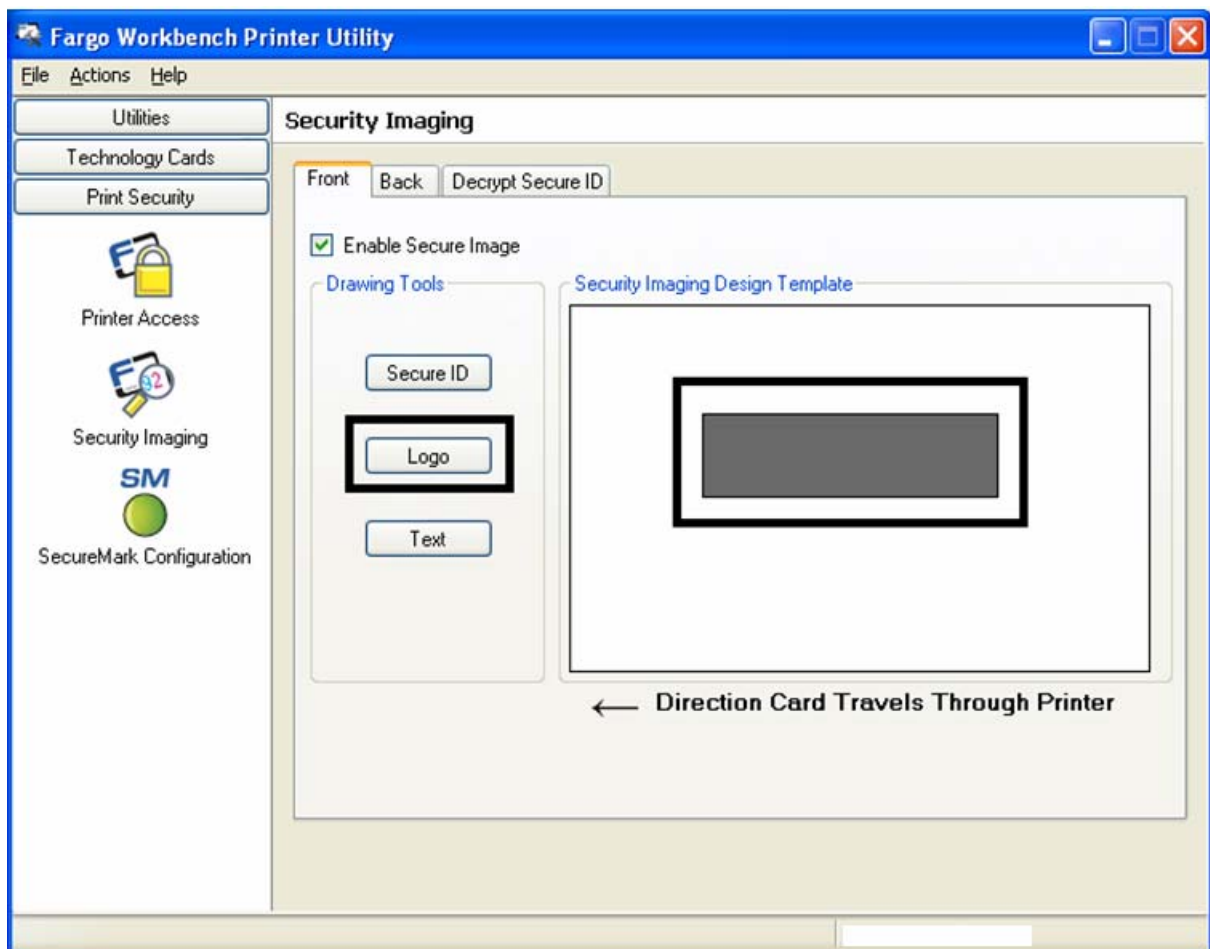 Fargo Workbench Printer Utility
File Actions Help
Utilities
Technology Cards
Print Security
Printer Access
Security Imaging
SM
SecureMark Configuration
Security Imaging
Front Back Decrypt Secure ID
Enable Secure Image
Drawing Tools
Secure ID
Logo
Text
Security Imaging Design Template
← Direction Card Travels Through Printer